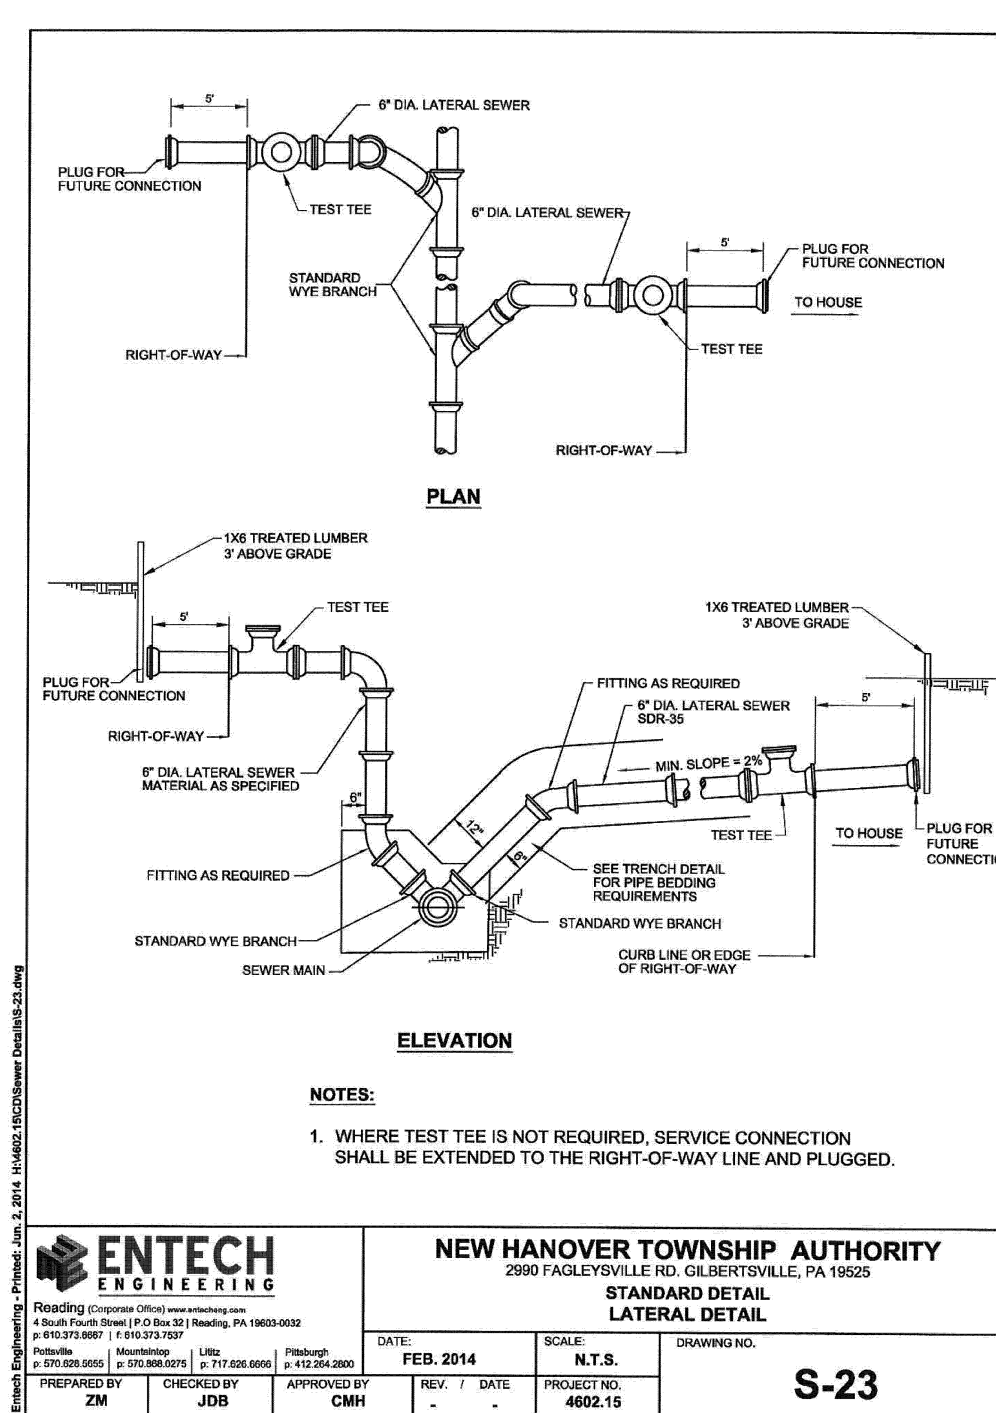 5'
6" DIA. LATERAL SEWER
PLUG FOR
FUTURE CONNECTION
TEST TEE
6" DIA. LATERAL SEWER
5'
PLUG FOR
FUTURE CONNECTION
STANDARD
WYE BRANCH
TO HOUSE
RIGHT-OF-WAY
TEST TEE
RIGHT-OF-WAY
PLAN
1X6 TREATED LUMBER
3' ABOVE GRADE
5'
TEST TEE
1X6 TREATED LUMBER
3' ABOVE GRADE
PLUG FOR
FUTURE CONNECTION
FITTING AS REQUIRED
6" DIA. LATERAL SEWER
SDR-35
5'
RIGHT-OF-WAY
MIN. SLOPE = 2%
6" DIA. LATERAL SEWER
MATERIAL AS SPECIFIED
6"
12"
6"
TEST TEE
TO HOUSE
PLUG FOR
FUTURE
CONNECTI
FITTING AS REQUIRED
SEE TRENCH DETAIL
FOR PIPE BEDDING
REQUIREMENTS
STANDARD WYE BRANCH
STANDARD WYE BRANCH
SEWER MAIN
CURB LINE OR EDGE
OF RIGHT-OF-WAY
ELEVATION
NOTES:
1. WHERE TEST TEE IS NOT REQUIRED, SERVICE CONNECTION
SHALL BE EXTENDED TO THE RIGHT-OF-WAY LINE AND PLUGGED.
Entech Engineering - Printed: Jun. 2, 2014 H:\4602.15\CD\Sewer Details\S-23.dwg
ENTECH
ENGINEERING
Reading (Corporate Office) www.entecheng.com
4 South Fourth Street | P.O Box 32 | Reading, PA 19603-0032
p: 610.373.6667 | f: 610.373.7537
Pottsville | Mountaintop | Lititz | Pittsburgh
p: 570.628.5655 | p: 570.868.0275 | p: 717.626.6666 | p: 412.264.2800
PREPARED BY
ZM
CHECKED BY
JDB
APPROVED BY
CMH
NEW HANOVER TOWNSHIP AUTHORITY
2990 FAGLEYSVILLE RD. GILBERTSVILLE, PA 19525
STANDARD DETAIL
LATERAL DETAIL
DATE:
FEB. 2014
SCALE:
N.T.S.
DRAWING NO.
S-23
REV. / DATE
- -
PROJECT NO.
4602.15